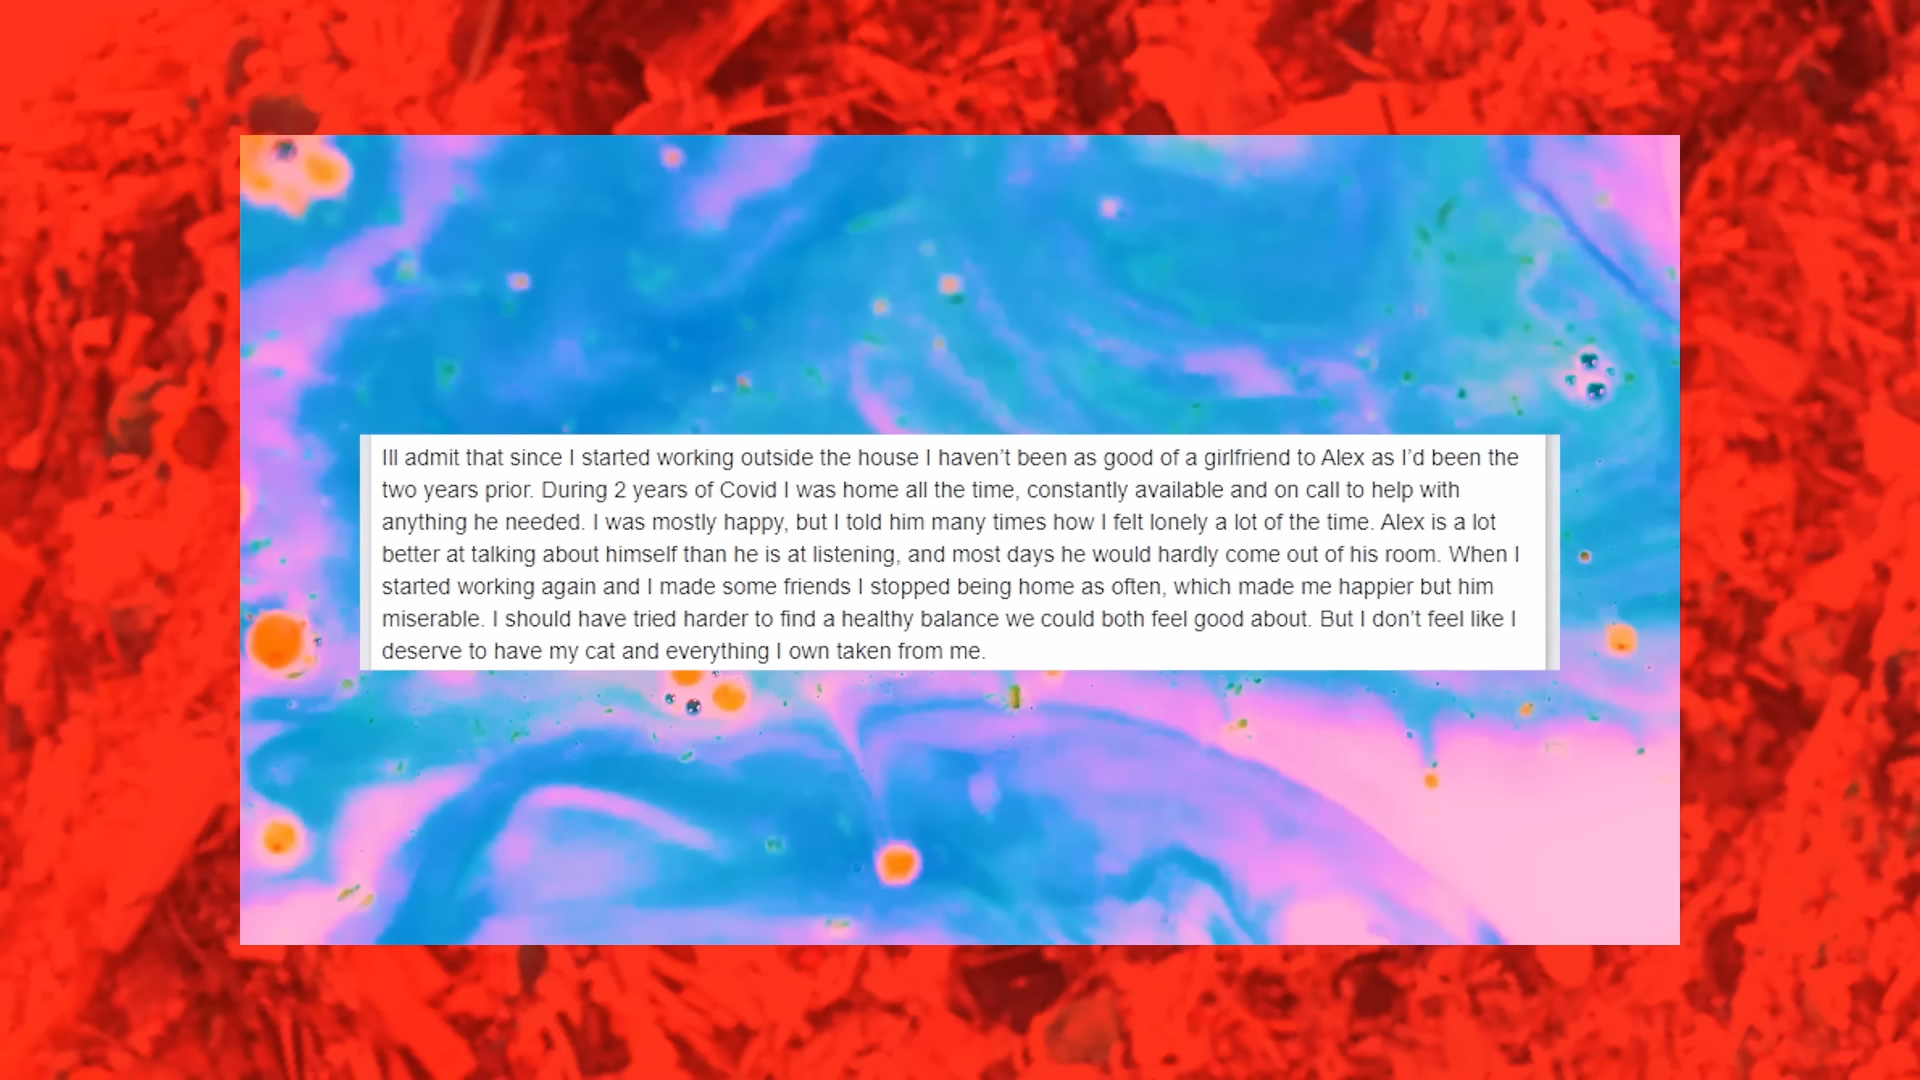 Ill admit that since I started working outside the house I haven’t been as good of a girlfriend to Alex as I’d been the
two years prior. During 2 years of Covid I was home all the time, constantly available and on call to help with
anything he needed. I was mostly happy, but I told him many times how I felt lonely a lot of the time. Alex is a lot
better at talking about himself than he is at listening, and most days he would hardly come out of his room. When I
started working again and I made some friends I stopped being home as often, which made me happier but him
miserable. I should have tried harder to find a healthy balance we could both feel good about. But I don’t feel like I
deserve to have my cat and everything I own taken from me.